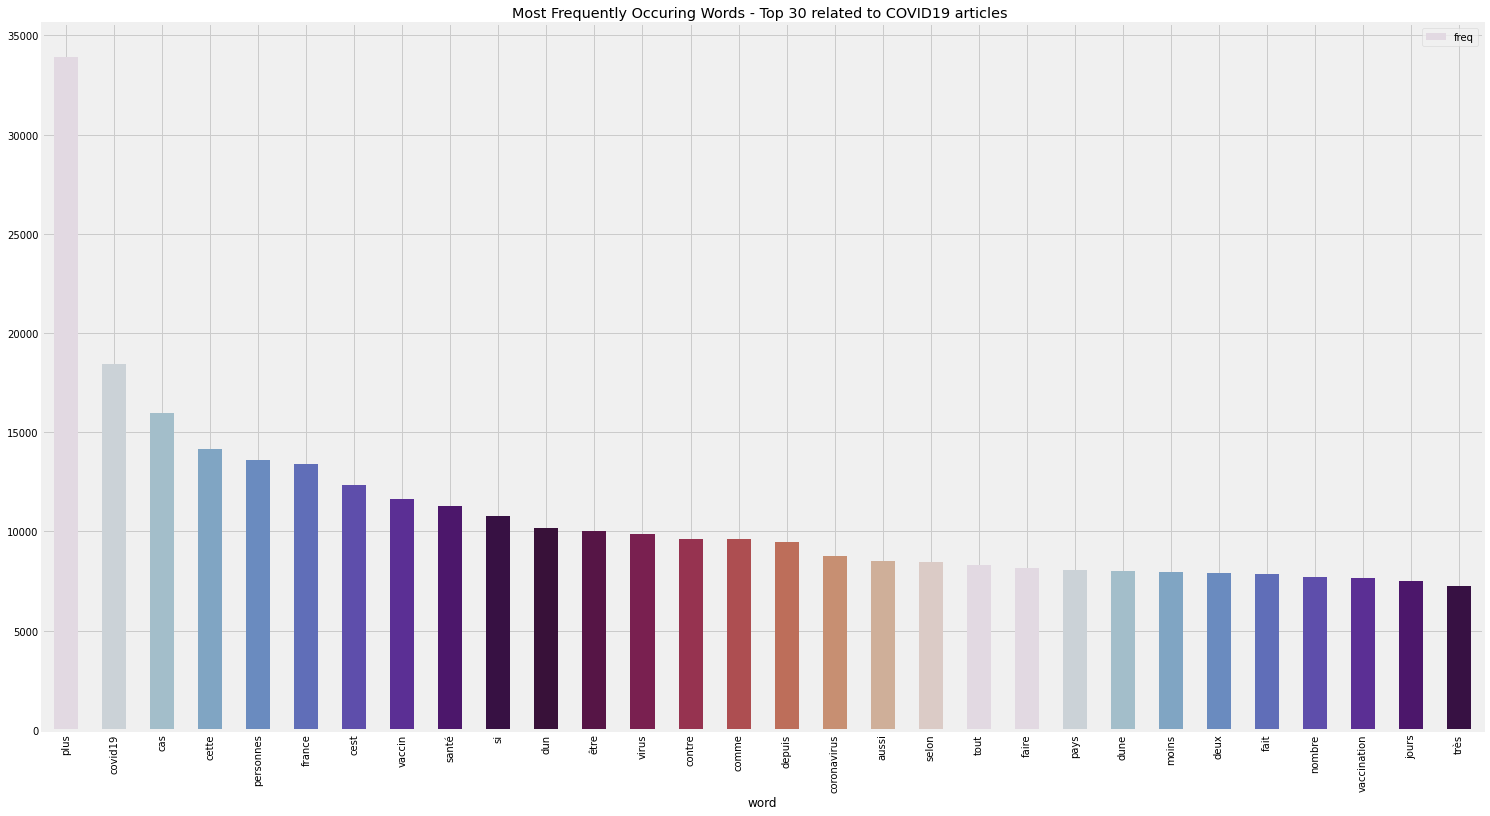 Most Frequently Occuring Words - Top 30 related to COVID19 articles
freq
35000
30000
25000
20000
15000
10000
5000
0
plus
covid19
cas
cette
personnes
france
cest
vaccin
santé
si
dun
être
virus
contre
comme
depuis
coronavirus
aussi
selon
tout
faire
pays
dune
moins
deux
fait
nombre
vaccination
jours
très
word